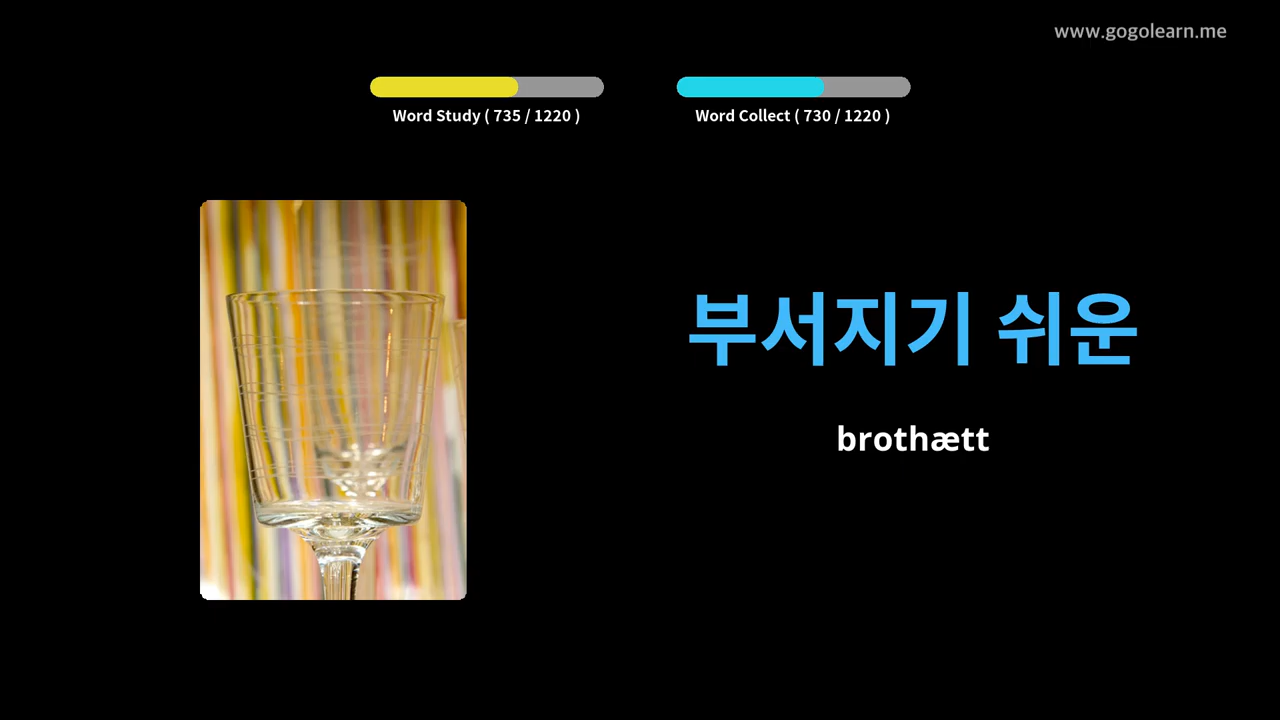 www.gogolearn.me
Word Study ( 735 / 1220 )
Word Collect ( 730 / 1220 )
부서지기 쉬운
brothætt